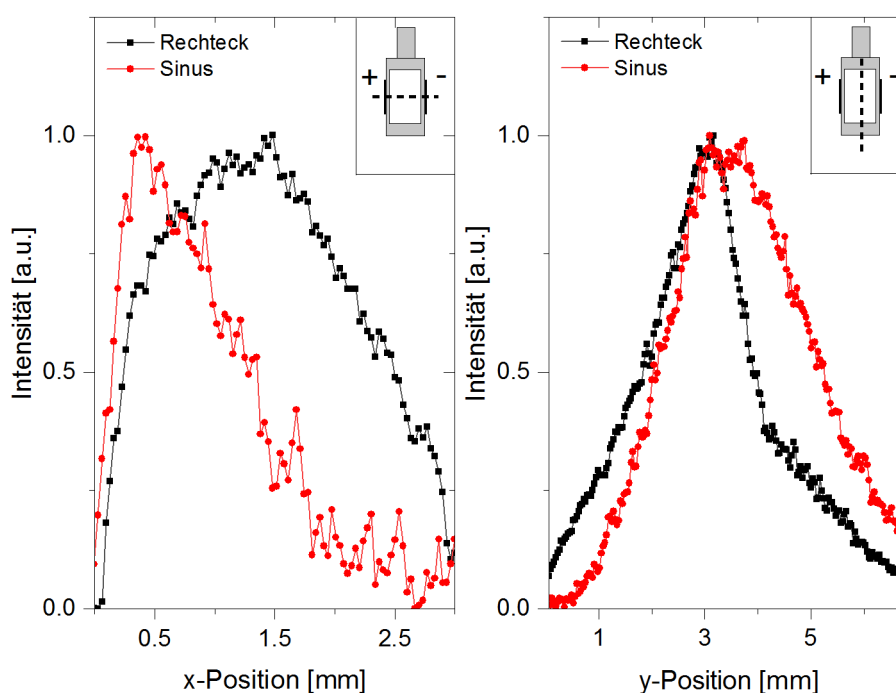 Rechteck
Sinus
+ -
1.0
0.5
0.0
Intensität [a.u.]
0.5 1.5 2.5
x-Position [mm]
Rechteck
Sinus
+ -
1.0
0.5
0.0
Intensität [a.u.]
1 3 5
y-Position [mm]